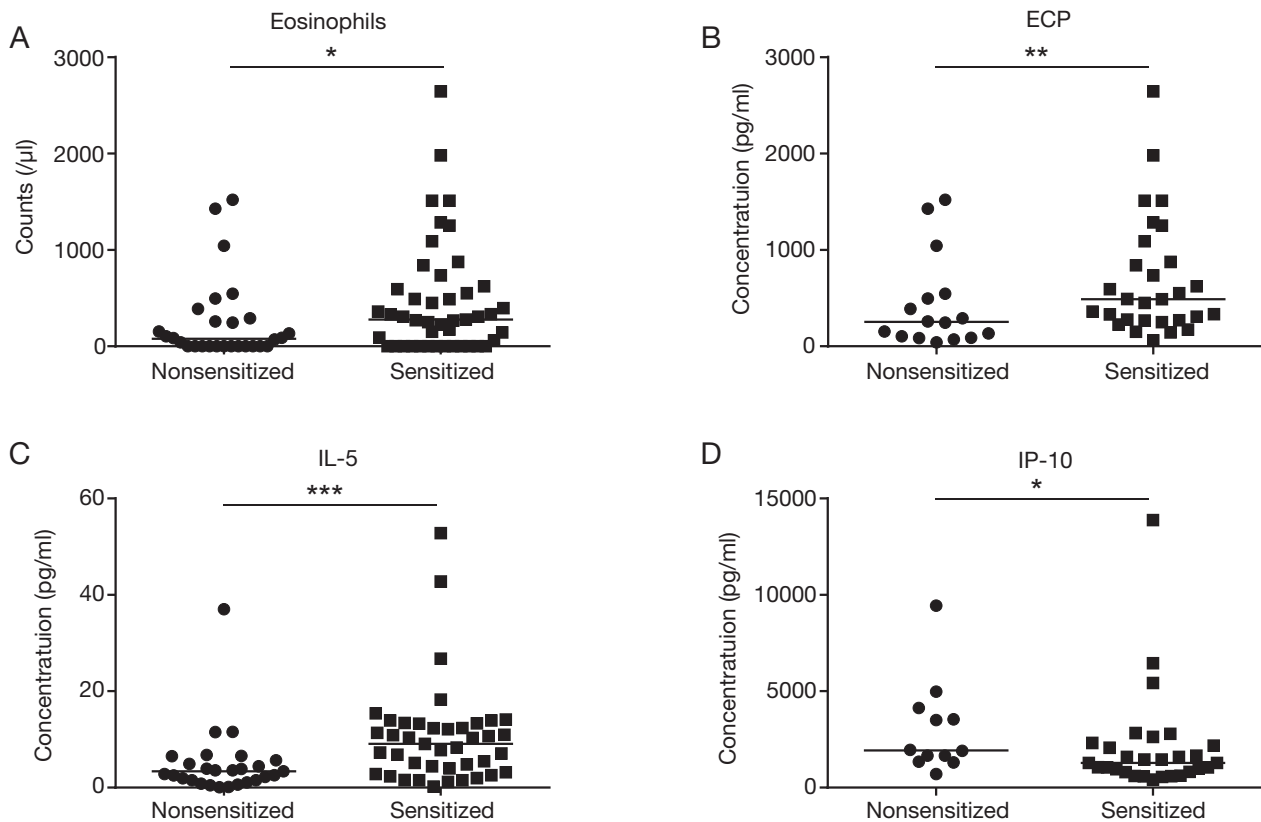 A
Eosinophils
*
Counts (/µl)
3000
2000
1000
0
Nonsensitized
Sensitized
B
ECP
**
Concentratuion (pg/ml)
3000
2000
1000
0
Nonsensitized
Sensitized
C
IL-5
***
Concentratuion (pg/ml)
60
40
20
0
Nonsensitized
Sensitized
D
IP-10
*
Concentratuion (pg/ml)
15000
10000
5000
0
Nonsensitized
Sensitized